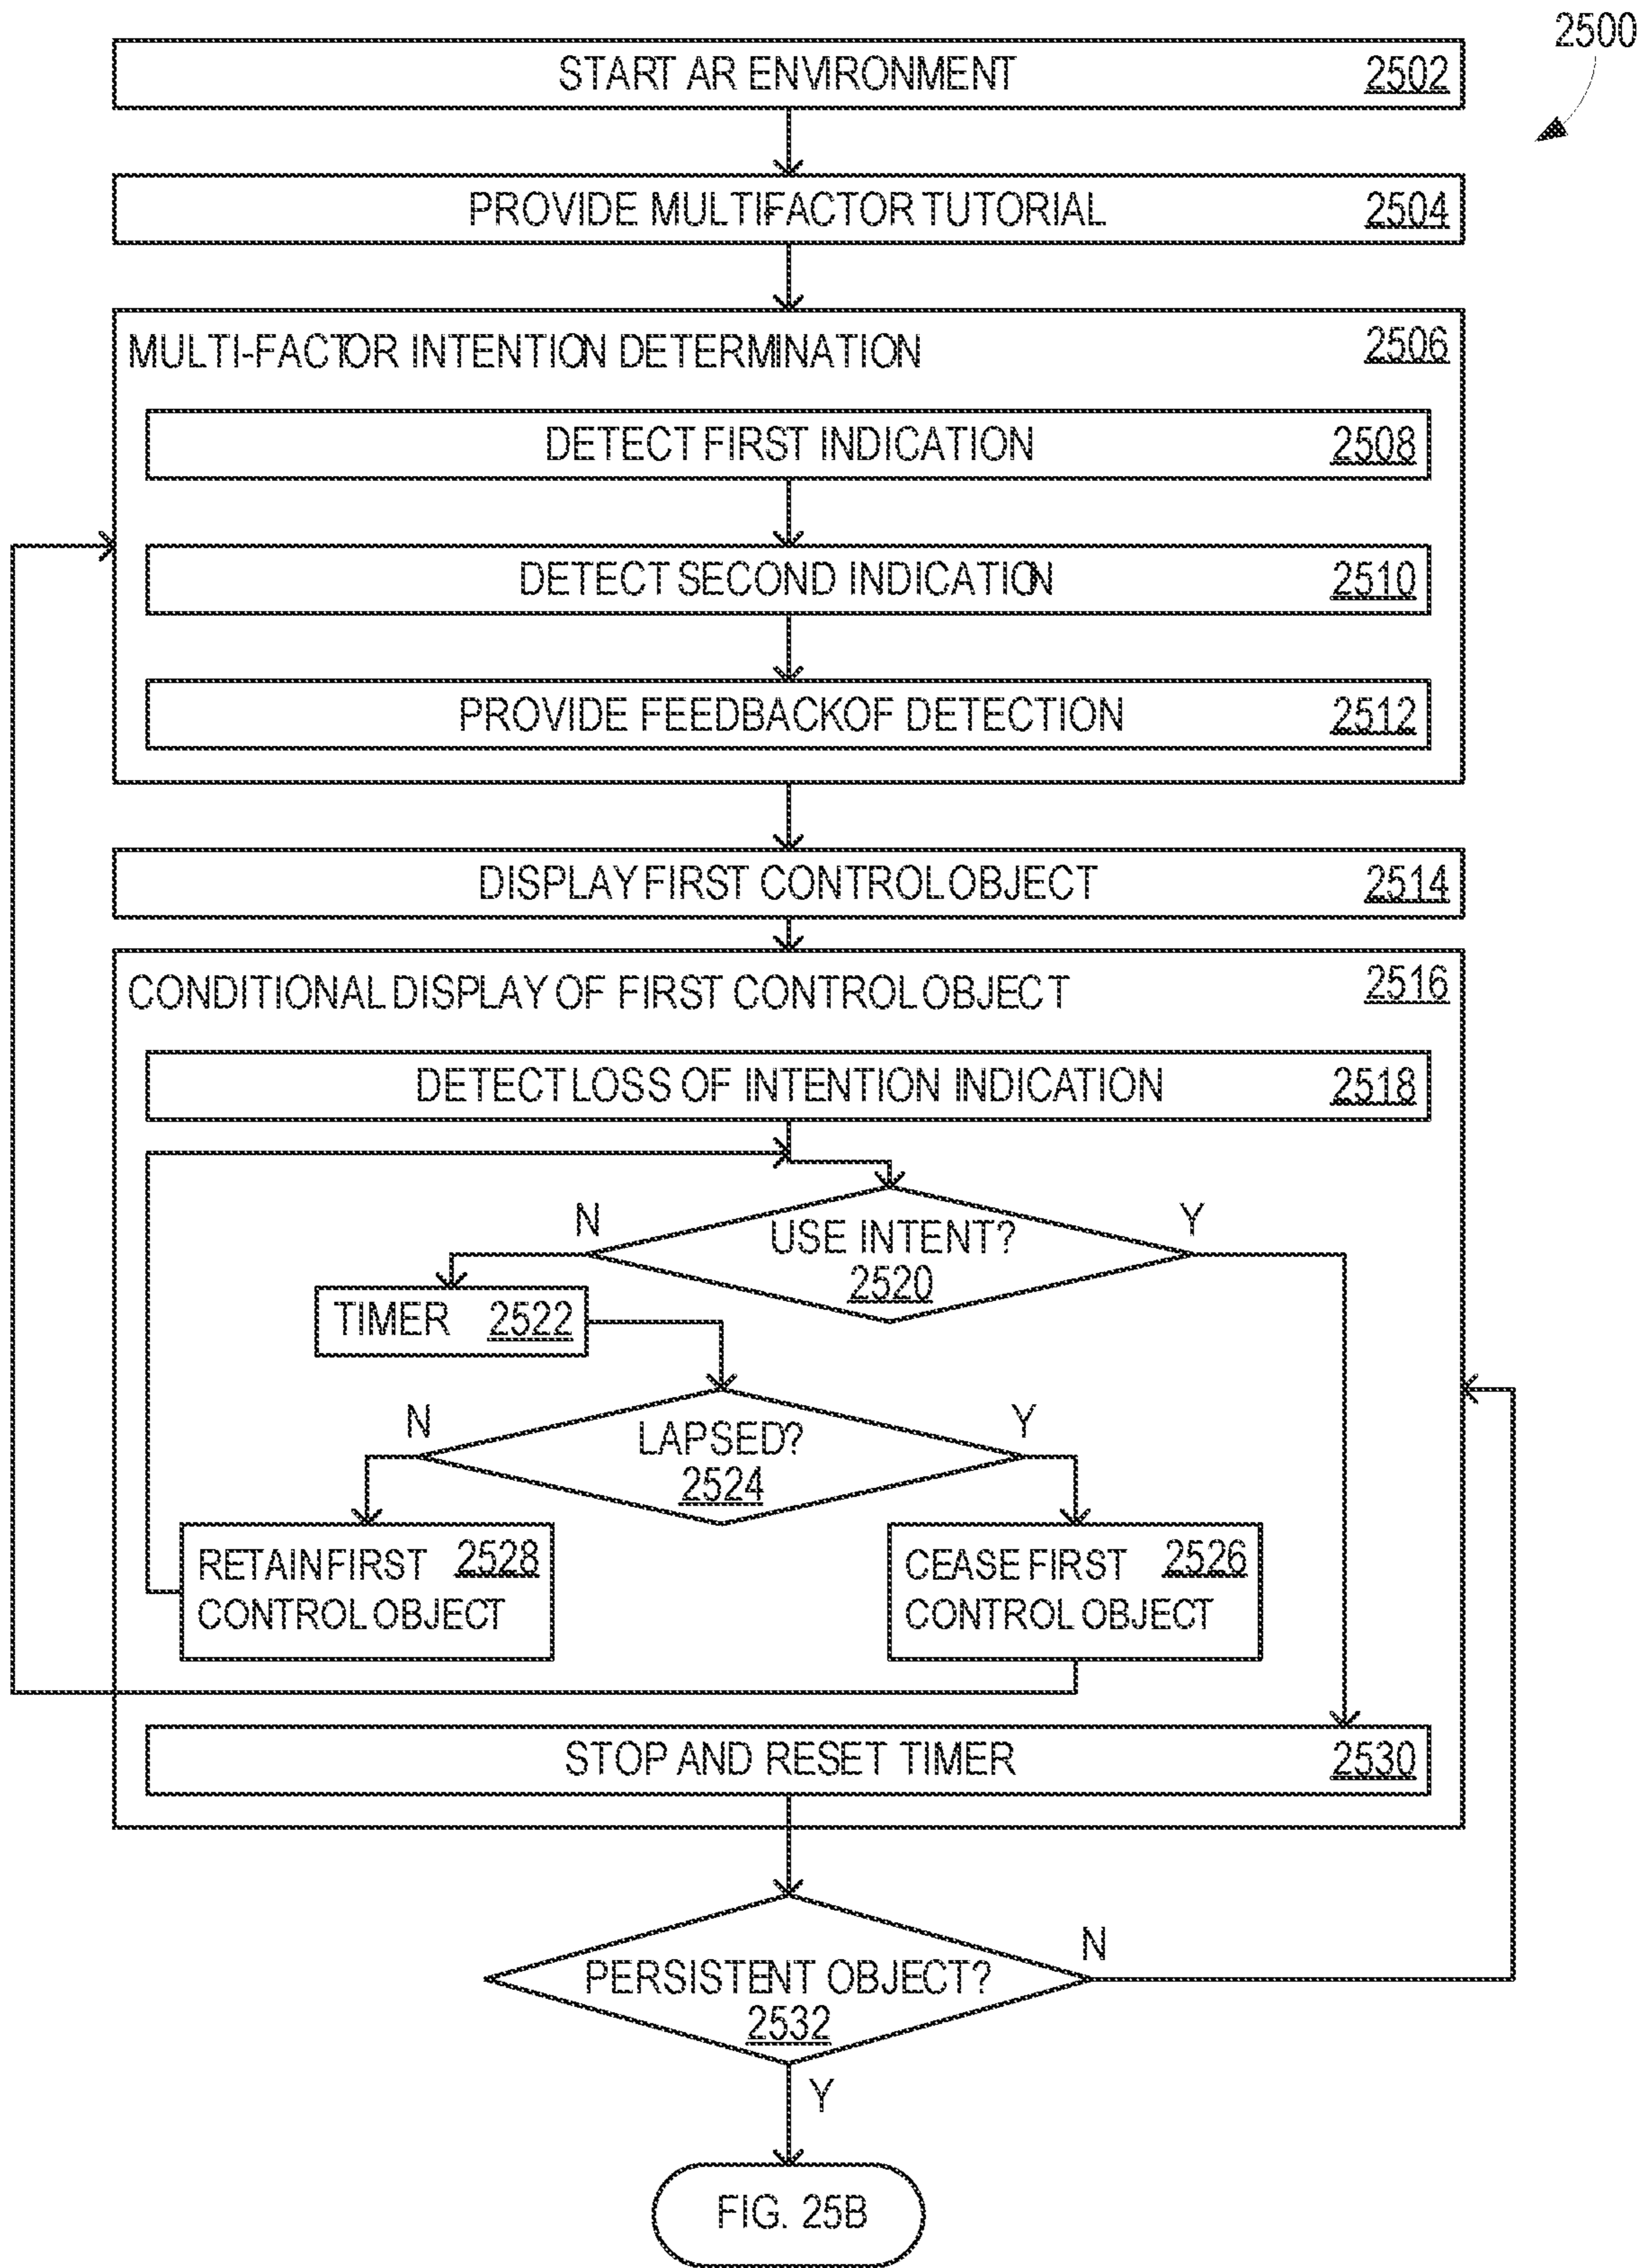 2500
START AR ENVIRONMENT 2502
PROVIDE MULTIFACTOR TUTORIAL 2504
MULTI-FACTOR INTENTION DETERMINATION 2506
DETECT FIRST INDICATION 2508
DETECT SECOND INDICATION 2510
PROVIDE FEEDBACK OF DETECTION 2512
DISPLAY FIRST CONTROL OBJECT 2514
CONDITIONAL DISPLAY OF FIRST CONTROL OBJECT 2516
DETECT LOSS OF INTENTION INDICATION 2518
N
Y
USE INTENT?
2520
TIMER 2522
N
Y
LAPSED?
2524
RETAIN FIRST 2528
CONTROL OBJECT
CEASE FIRST 2526
CONTROL OBJECT
STOP AND RESET TIMER 2530
N
PERSISTENT OBJECT?
2532
Y
FIG. 25B